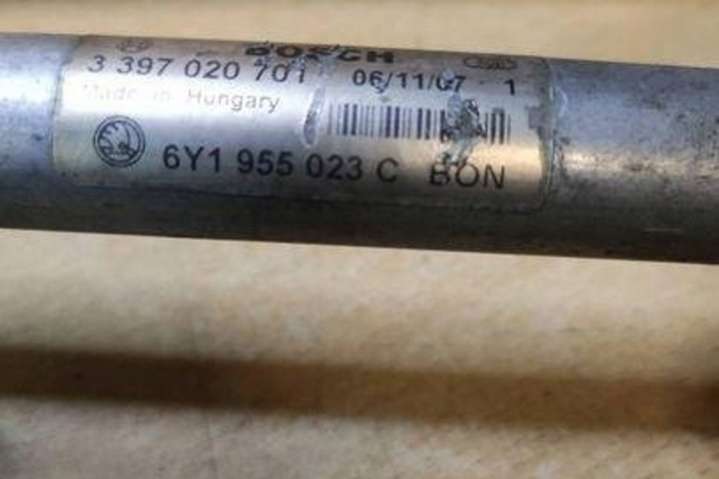 BOSCH
3 397 020 701 06/11/07 1
Made in Hungary
6Y1 955 023 C BON